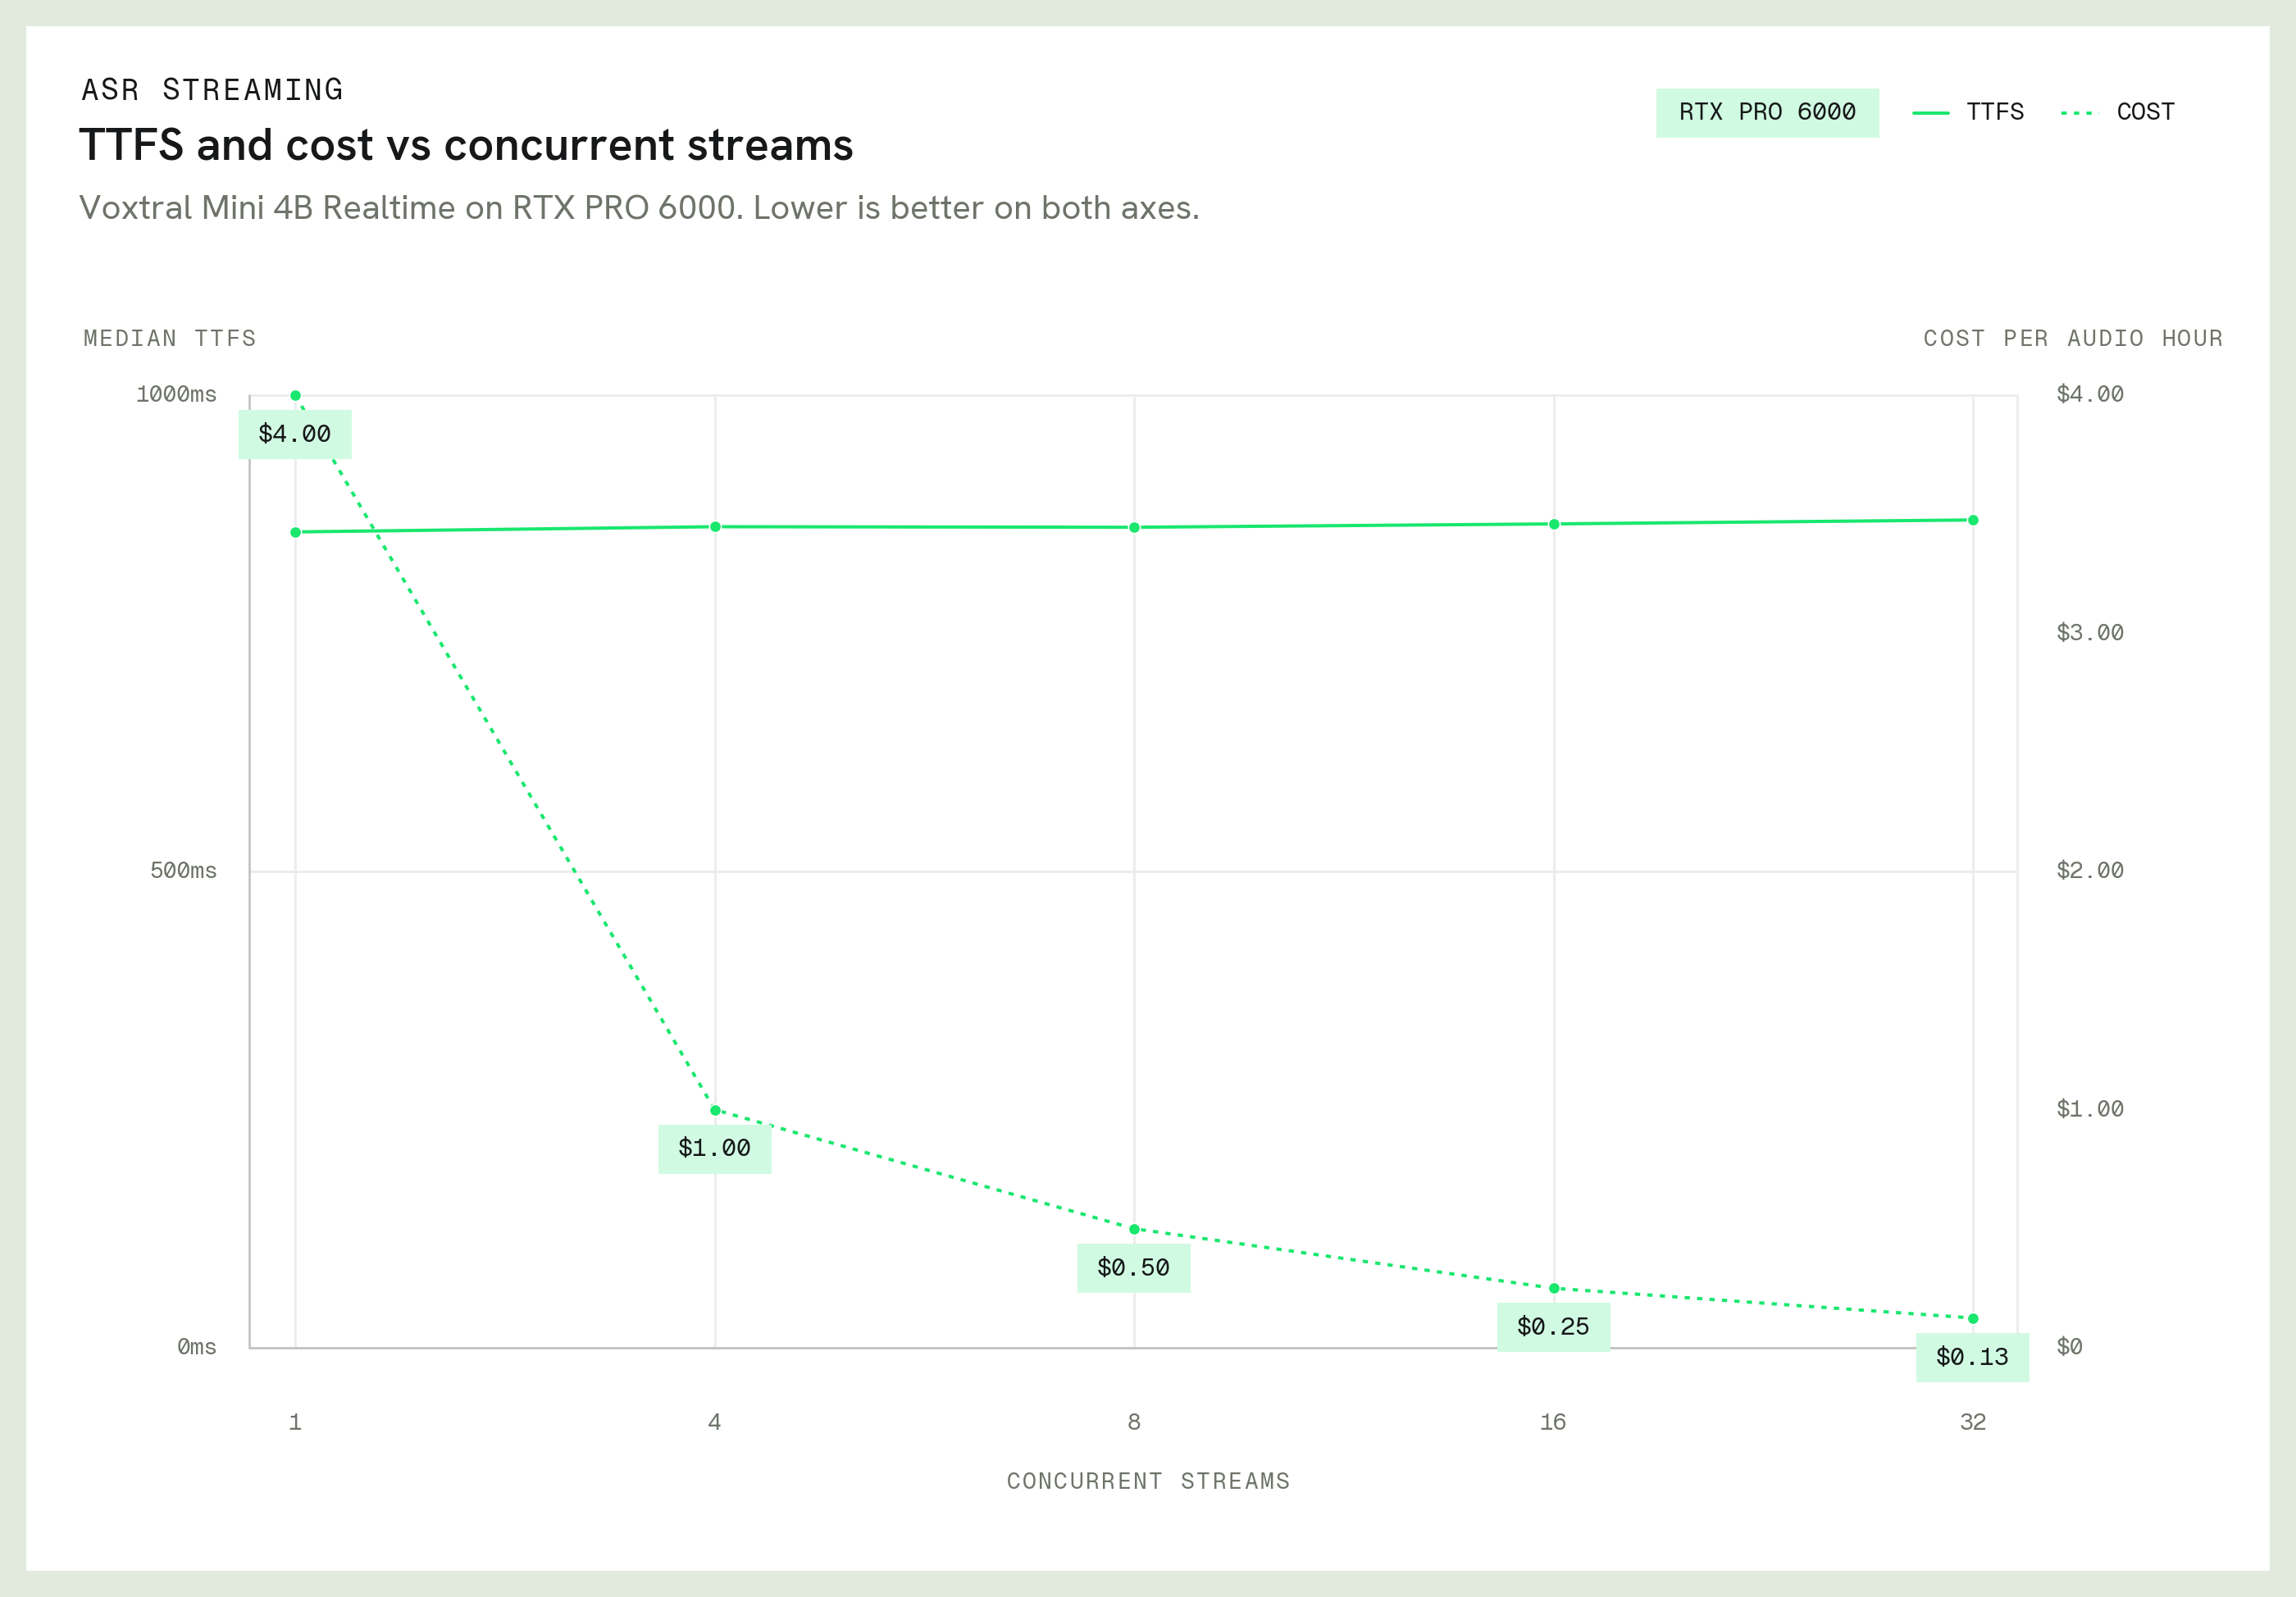 ASR STREAMING
TTFS and cost vs concurrent streams
Voxtral Mini 4B Realtime on RTX PRO 6000. Lower is better on both axes.
RTX PRO 6000 TTFS COST
MEDIAN TTFS
COST PER AUDIO HOUR
1000ms
$4.00
$4.00
$3.00
500ms
$2.00
$1.00
$1.00
$0.50
$0.25
0ms
$0
$0.13
1 4 8 16 32
CONCURRENT STREAMS